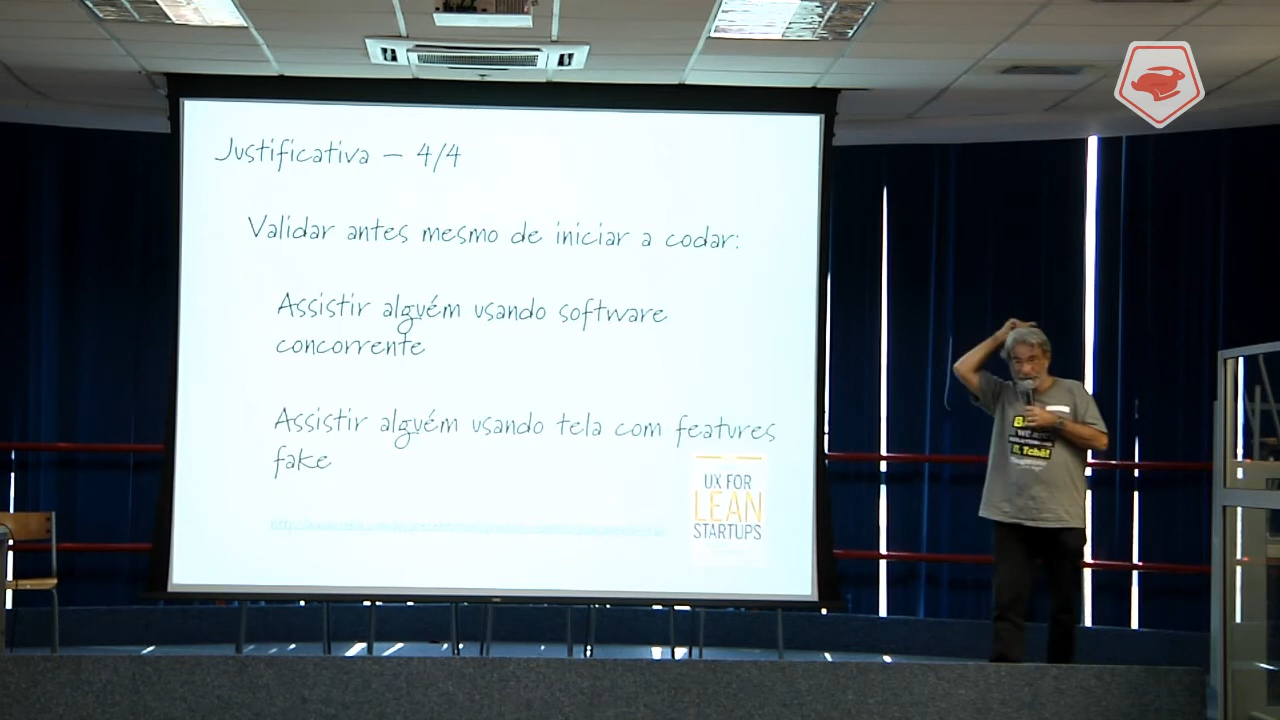 Justificativa – 4/4
Validar antes mesmo de iniciar a codar:
Assistir alguém usando software
concorrente
Assistir alguém usando tela com features
fake
UX FOR
LEAN
STARTUPS
, Tchê!